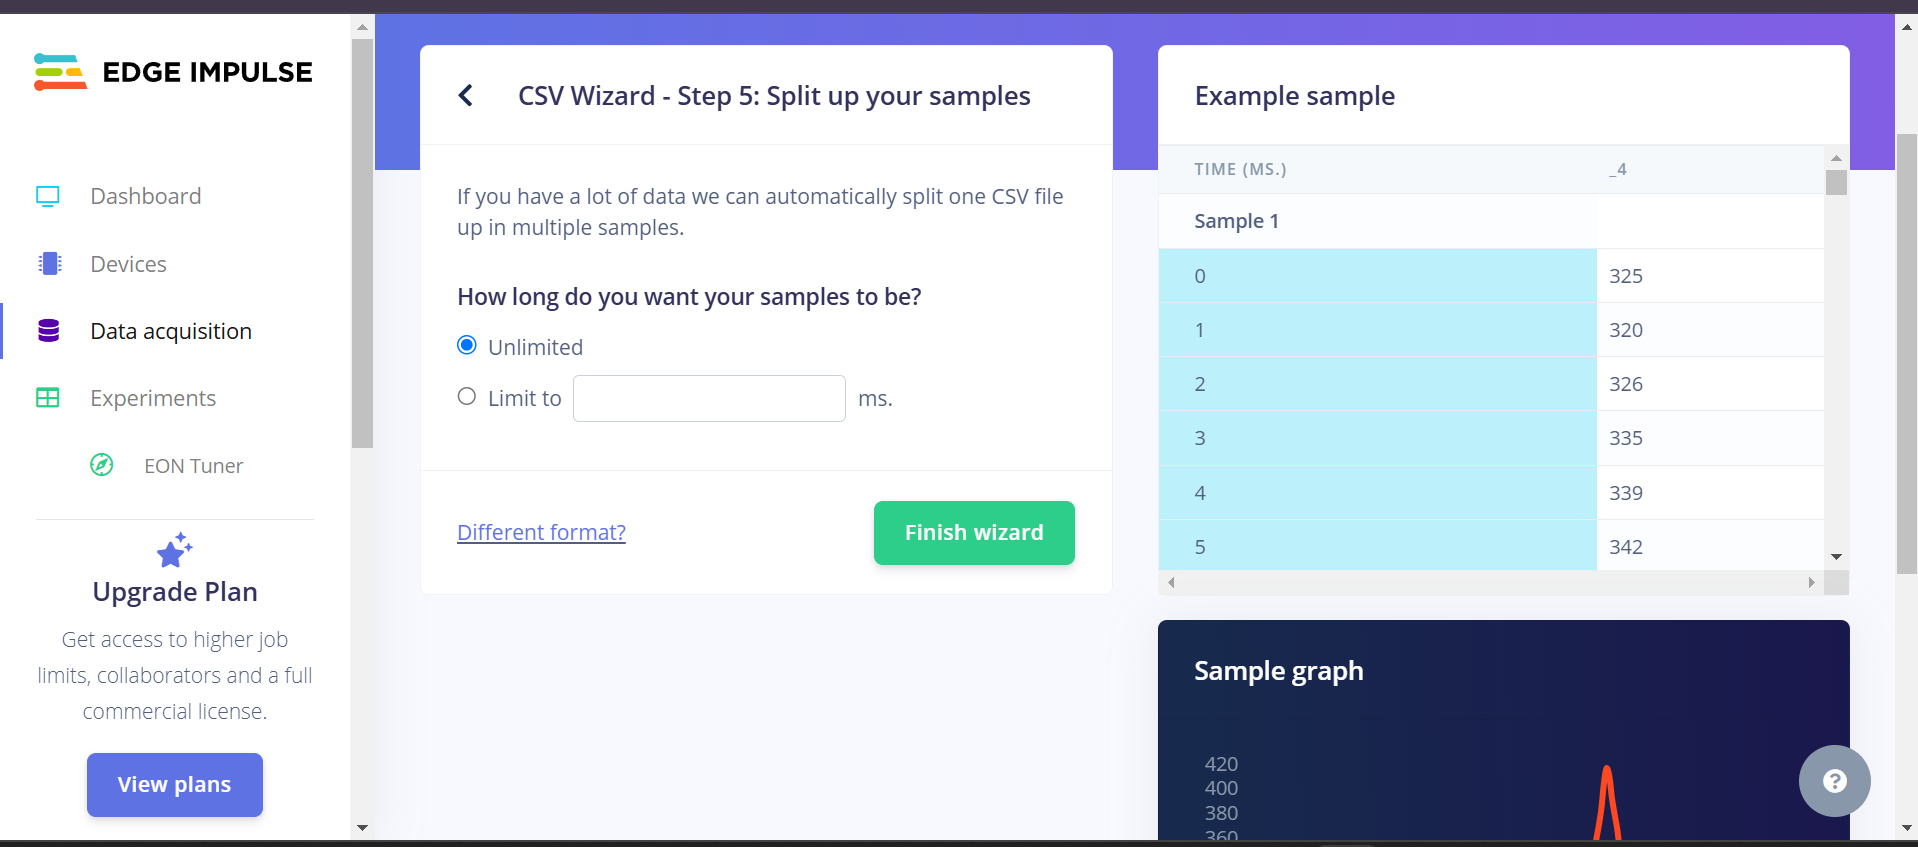 EDGE IMPULSE
Dashboard
Devices
Data acquisition
Experiments
EON Tuner
Upgrade Plan
Get access to higher job
limits, collaborators and a full
commercial license.
View plans
CSV Wizard - Step 5: Split up your samples
If you have a lot of data we can automatically split one CSV file
up in multiple samples.
How long do you want your samples to be?
Unlimited
Limit to ms.
Different format?
Finish wizard
Example sample
TIME (MS.) _4
Sample 1
0 325
1 320
2 326
3 335
4 339
5 342
Sample graph
420
400
380
360
?